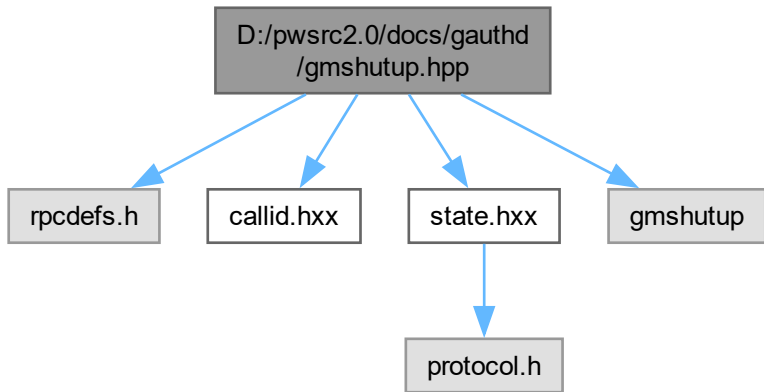 D:/pwsrc2.0/docs/gauthd
/gmshutup.hpp
rpcdefs.h
callid.hxx
state.hxx
gmshutup
protocol.h